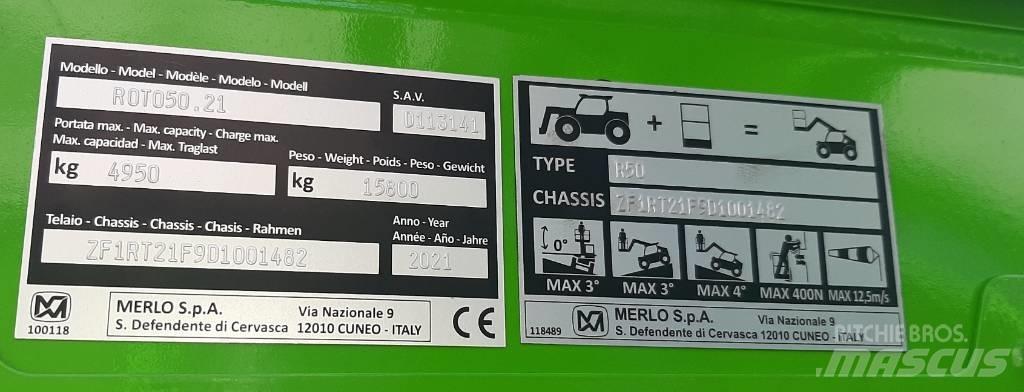 Modello - Model - Modèle - Modelo - Modell
S.A.V.
ROTO50.21
D113141
Portata max. - Max. capacity - Charge max.
Max. capacidad - Max. Traglast
Peso - Weight - Poids - Peso - Gewicht
kg 4950
kg 15800
Telaio - Chassis - Chassis - Chasis - Rahmen
Anno - Year
Année - Año - Jahre
ZF1RT21F9D1001482
2021
100118
MERLO S.p.A. Via Nazionale 9
S. Defendente di Cervasca 12010 CUNEO - ITALY
CE
+ =
TYPE R50
CHASSIS ZF1RT21F9D1001482
0°
MAX 3° MAX 3° MAX 4° MAX 400N MAX 12,5m/s
118489
MERLO S.p.A. Via Nazionale 9
S. Defendente di Cervasca 12010 CUNEO - ITALY
RITCHIE BROS.
MASCUS